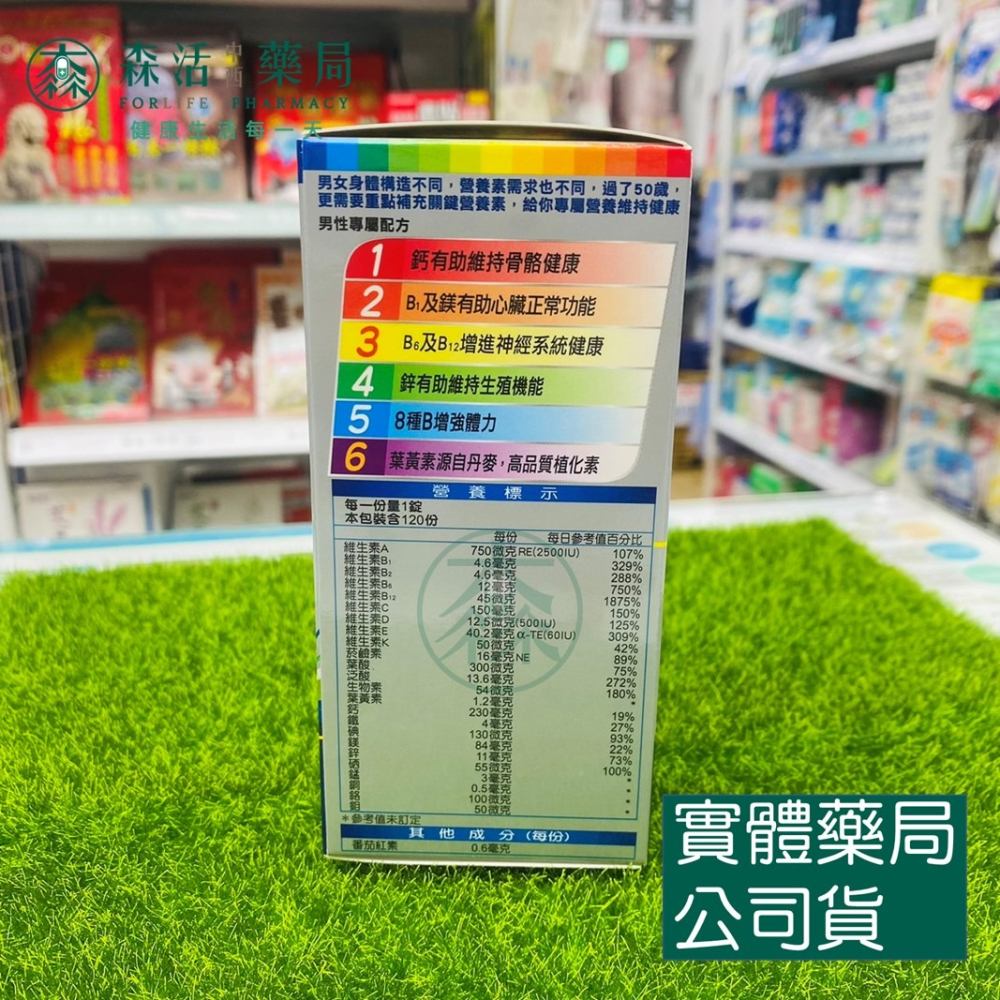 森活 中西 藥局
FORLIFE PHARMACY
健康生活每一天
男女身體構造不同，營養素需求也不同，過了50歲，
更需要重點補充關鍵營養素，給你專屬營養維持健康
男性專屬配方
1 鈣有助維持骨骼健康
2 B₁及鎂有助心臟正常功能
3 B₆及B₁₂增進神經系統健康
4 鋅有助維持生殖機能
5 8種B增強體力
6 葉黃素源自丹麥，高品質植化素
營養標示
每一份量1錠
本包裝含120份
每份 每日參考值百分比
維生素A 750微克RE(2500IU) 107%
維生素B₁ 4.6毫克 329%
維生素B₂ 4.6毫克 288%
維生素B₆ 12毫克 750%
維生素B₁₂ 45微克 1875%
維生素C 150毫克 150%
維生素D 12.5微克(500IU) 125%
維生素E 40.2毫克α-TE(60IU) 309%
維生素K 50微克 42%
菸鹼素 16毫克NE 89%
葉酸 300微克 75%
泛酸 13.6毫克 272%
生物素 54微克 180%
葉黃素 1.2毫克 *
鈣 230毫克 19%
鐵 4毫克 27%
碘 130微克 93%
鎂 84毫克 22%
鋅 11毫克 73%
硒 55微克 100%
錳 3毫克 *
銅 0.5毫克 *
鉻 100微克 *
鉬 50微克 *
*參考值未訂定
其他成分(每份)
番茄紅素 0.6毫克
實體藥局
公司貨